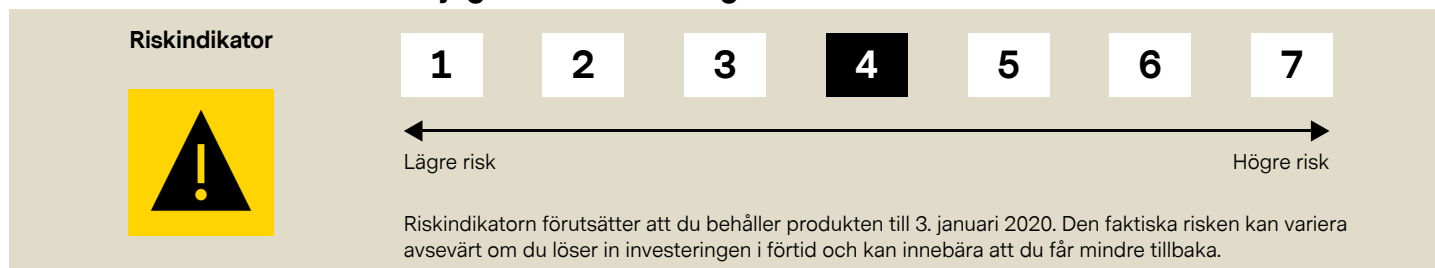 Riskindikator
1 2 3 4 5 6 7
Lägre risk Högre risk
Riskindikatorn förutsätter att du behåller produkten till 3. januari 2020. Den faktiska risken kan variera
avsevärt om du löser in investeringen i förtid och kan innebära att du får mindre tillbaka.